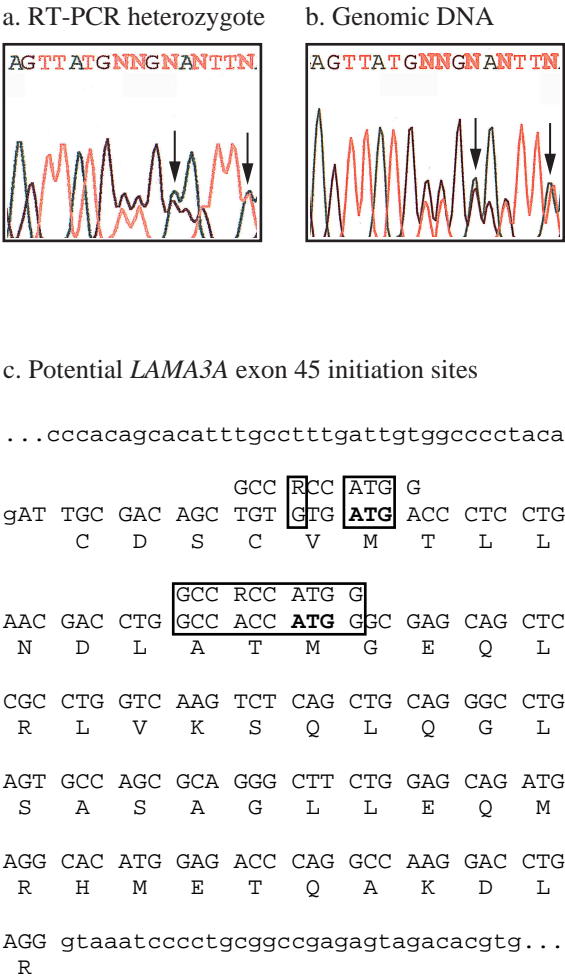 a. RT-PCR heterozygote
b. Genomic DNA
AGTTATGNNGNANTTN.
AGTTATGNNGNANTTN.
c. Potential LAMA3A exon 45 initiation sites
...cccacagcacatttgcctttgattgtggcccctaca
GCC RCC ATG G
gAT TGC GAC AGC TGT GTG ATG ACC CTC CTG
C D S C V M T L L
GCC RCC ATG G
AAC GAC CTG GCC ACC ATG GGC GAG CAG CTC
N D L A T M G E Q L
CGC CTG GTC AAG TCT CAG CTG CAG GGC CTG
R L V K S Q L Q G L
AGT GCC AGC GCA GGG CTT CTG GAG CAG ATG
S A S A G L L E Q M
AGG CAC ATG GAG ACC CAG GCC AAG GAC CTG
R H M E T Q A K D L
AGG gtaaatcccctgcggccgagagtagacacgtg...
R